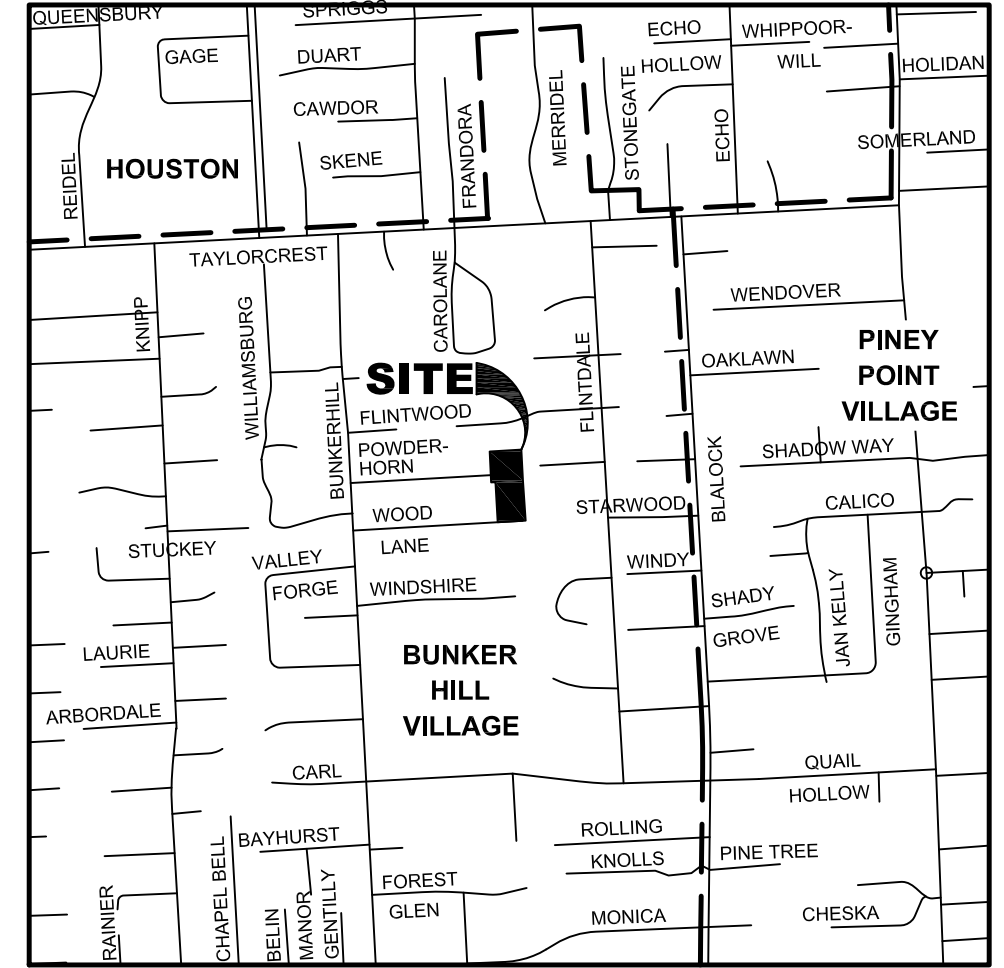 QUEENSBURY
SPRIGGS
ECHO
WHIPPOOR-
WILL
GAGE
DUART
HOLLOW
HOLIDAN
CAWDOR
FRANDORA
MERRIDEL
STONEGATE
ECHO
SOMERLAND
REIDEL
HOUSTON
SKENE
TAYLORCREST
CAROLANE
KNIPP
WILLIAMSBURG
WENDOVER
PINEY
POINT
VILLAGE
OAKLAWN
FLINTDALE
SITE
BUNKERHILL
FLINTWOOD
POWDER-
HORN
BLALOCK
SHADOW WAY
WOOD
LANE
STARWOOD
CALICO
STUCKEY
VALLEY
FORGE
WINDSHIRE
WINDY
SHADY
GROVE
JAN KELLY
GINGHAM
LAURIE
BUNKER
HILL
VILLAGE
ARBORDALE
CARL
QUAIL
HOLLOW
BAYHURST
ROLLING
KNOLLS
PINE TREE
CHAPEL BELL
FOREST
GLEN
RAINIER
BELIN
MANOR
GENTILLY
MONICA
CHESKA